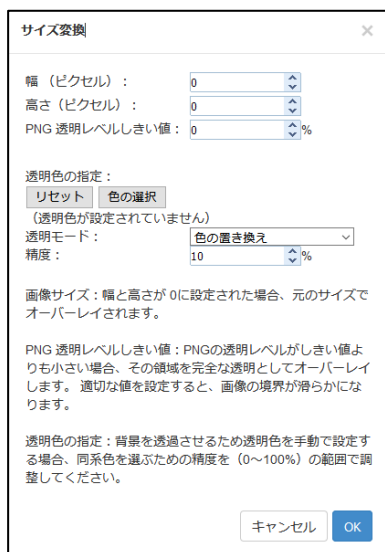 サイズ変換 ×
幅 (ピクセル) : 0
高さ(ピクセル) : 0
PNG 透明レベルしきい値: 0 %
透明色の指定:
リセット 色の選択
(透明色が設定されていません)
透明モード: 色の置き換え
精度: 10 %
画像サイズ:幅と高さが 0に設定された場合、元のサイズで
オーバーレイされます。
PNG 透明レベルしきい値:PNGの透明レベルがしきい値よ
りも小さい場合、その領域を完全な透明としてオーバーレイ
します。 適切な値を設定すると、画像の境界が滑らかにな
ります。
透明色の指定:背景を透過させるため透明色を手動で設定す
る場合、同系色を選ぶための精度を(0~100%)の範囲で調
整してください。
キャンセル OK